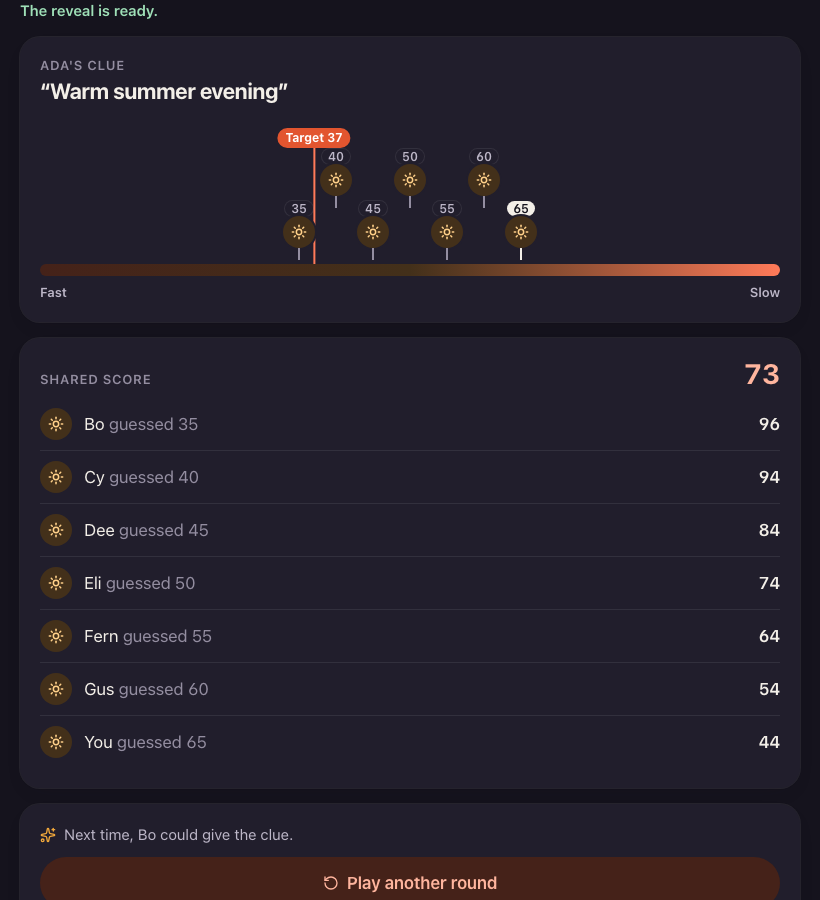 The reveal is ready.
ADA'S CLUE
“Warm summer evening”
Target 37
40 50 60
35 45 55 65
Fast Slow
SHARED SCORE 73
Bo guessed 35 96
Cy guessed 40 94
Dee guessed 45 84
Eli guessed 50 74
Fern guessed 55 64
Gus guessed 60 54
You guessed 65 44
Next time, Bo could give the clue.
Play another round